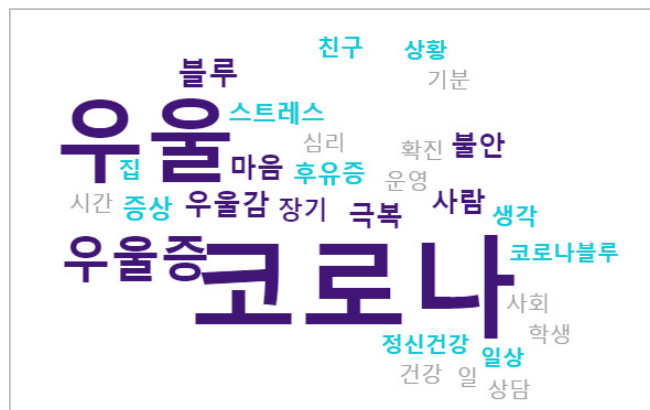 친구 상황
블루 기분
우울 스트레스
심리 확진 불안
집 마음 후유증 운영
시간 증상 우울감 장기 극복 사람 생각
우울증 코로나 코로나블루
사회
학생
정신건강 일상
건강 일 상담